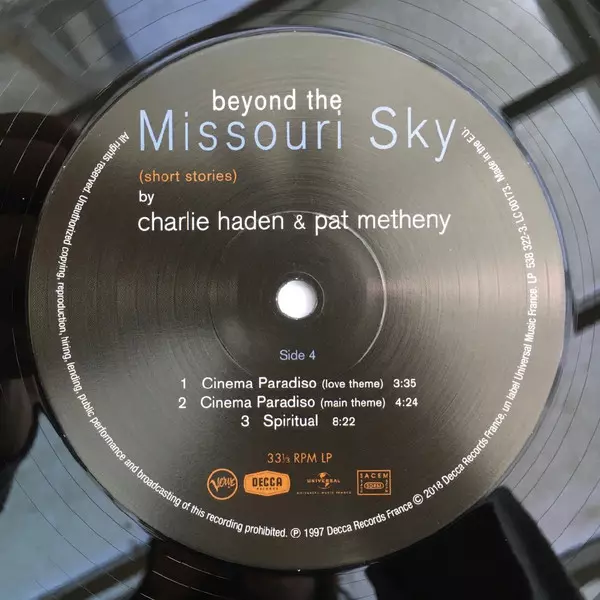 beyond the
Missouri Sky
(short stories)
by
charlie haden & pat metheny
Side 4
1 Cinema Paradiso (love theme) 3:35
2 Cinema Paradiso (main theme) 4:24
3 Spiritual 8:22
33⅓ RPM LP
Verve
DECCA
RECORDS
UNIVERSAL
SACEM
All rights reserved. Unauthorized copying, reproduction, hiring, lending, public performance and broadcasting of this recording prohibited. ℗ 1997 Decca Records France © 2018 Decca Records France, un label Universal Music France. LP 538 322-3. LC 00173. Made in the E.U.